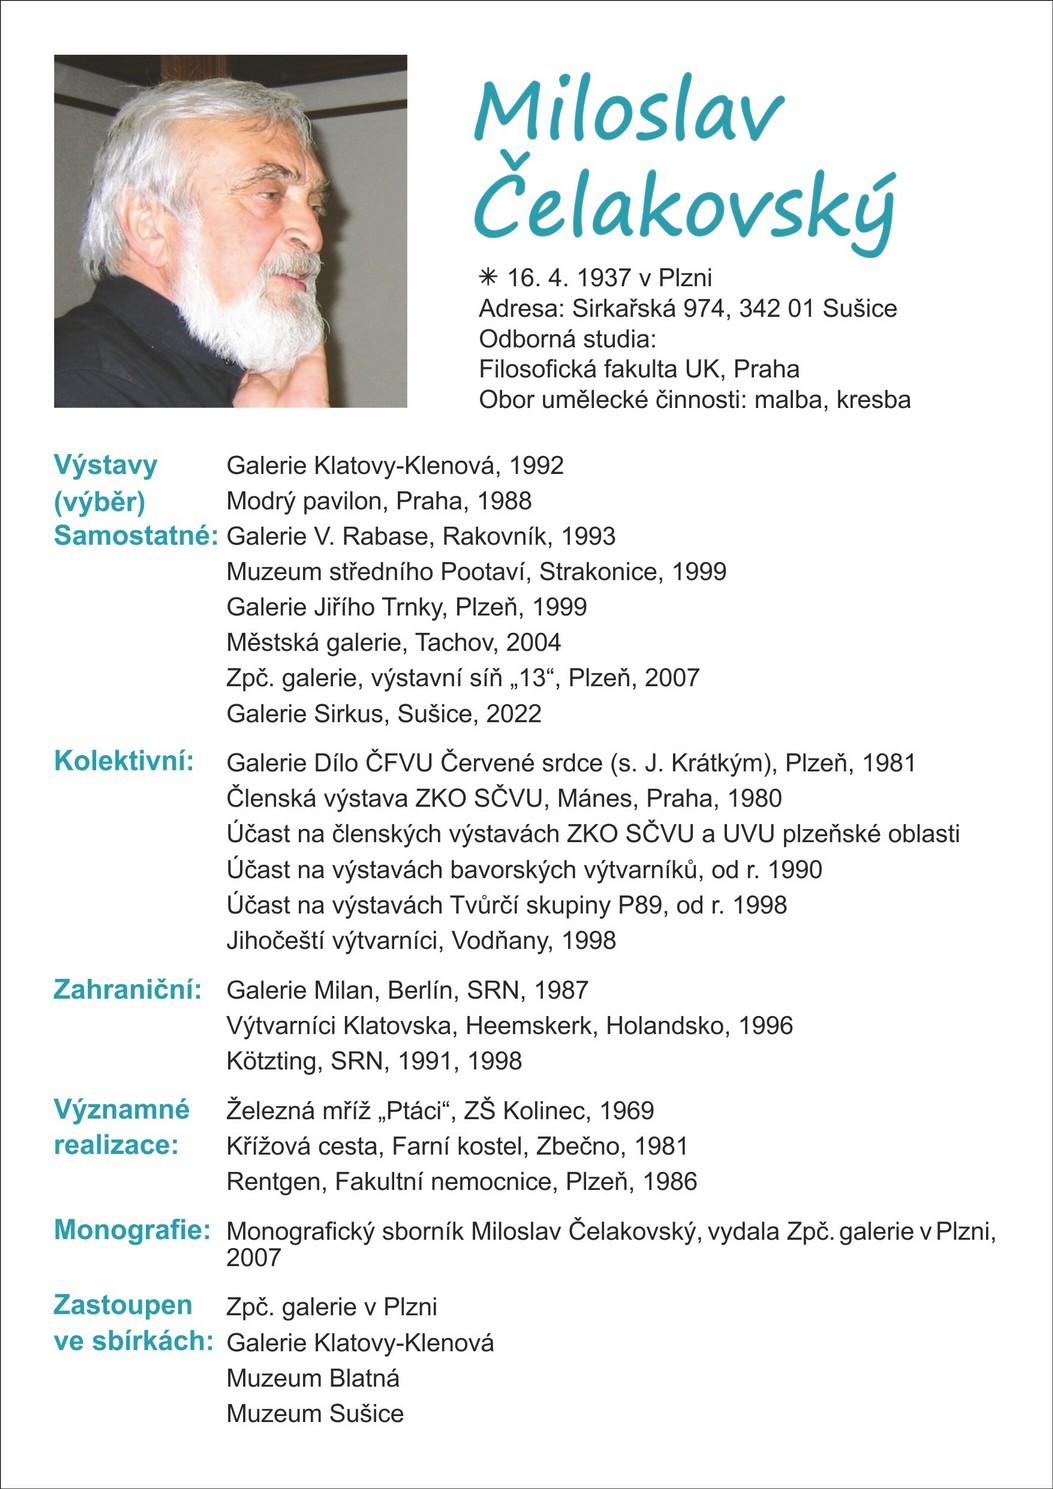 Miloslav
Čelakovský
✳ 16. 4. 1937 v Plzni
Adresa: Sirkařská 974, 342 01 Sušice
Odborná studia:
Filosofická fakulta UK, Praha
Obor umělecké činnosti: malba, kresba
Výstavy Galerie Klatovy-Klenová, 1992
(výběr) Modrý pavilon, Praha, 1988
Samostatné: Galerie V. Rabase, Rakovník, 1993
Muzeum středního Pootaví, Strakonice, 1999
Galerie Jiřího Trnky, Plzeň, 1999
Městská galerie, Tachov, 2004
Zpč. galerie, výstavní síň „13“, Plzeň, 2007
Galerie Sirkus, Sušice, 2022
Kolektivní: Galerie Dílo ČFVU Červené srdce (s. J. Krátkým), Plzeň, 1981
Členská výstava ZKO SČVU, Mánes, Praha, 1980
Účast na členských výstavách ZKO SČVU a UVU plzeňské oblasti
Účast na výstavách bavorských výtvarníků, od r. 1990
Účast na výstavách Tvůrčí skupiny P89, od r. 1998
Jihočeští výtvarníci, Vodňany, 1998
Zahraniční: Galerie Milan, Berlín, SRN, 1987
Výtvarníci Klatovska, Heemskerk, Holandsko, 1996
Kötzting, SRN, 1991, 1998
Významné Železná mříž „Ptáci“, ZŠ Kolinec, 1969
realizace: Křížová cesta, Farní kostel, Zbečno, 1981
Rentgen, Fakultní nemocnice, Plzeň, 1986
Monografie: Monografický sborník Miloslav Čelakovský, vydala Zpč. galerie v Plzni,
2007
Zastoupen Zpč. galerie v Plzni
ve sbírkách: Galerie Klatovy-Klenová
Muzeum Blatná
Muzeum Sušice